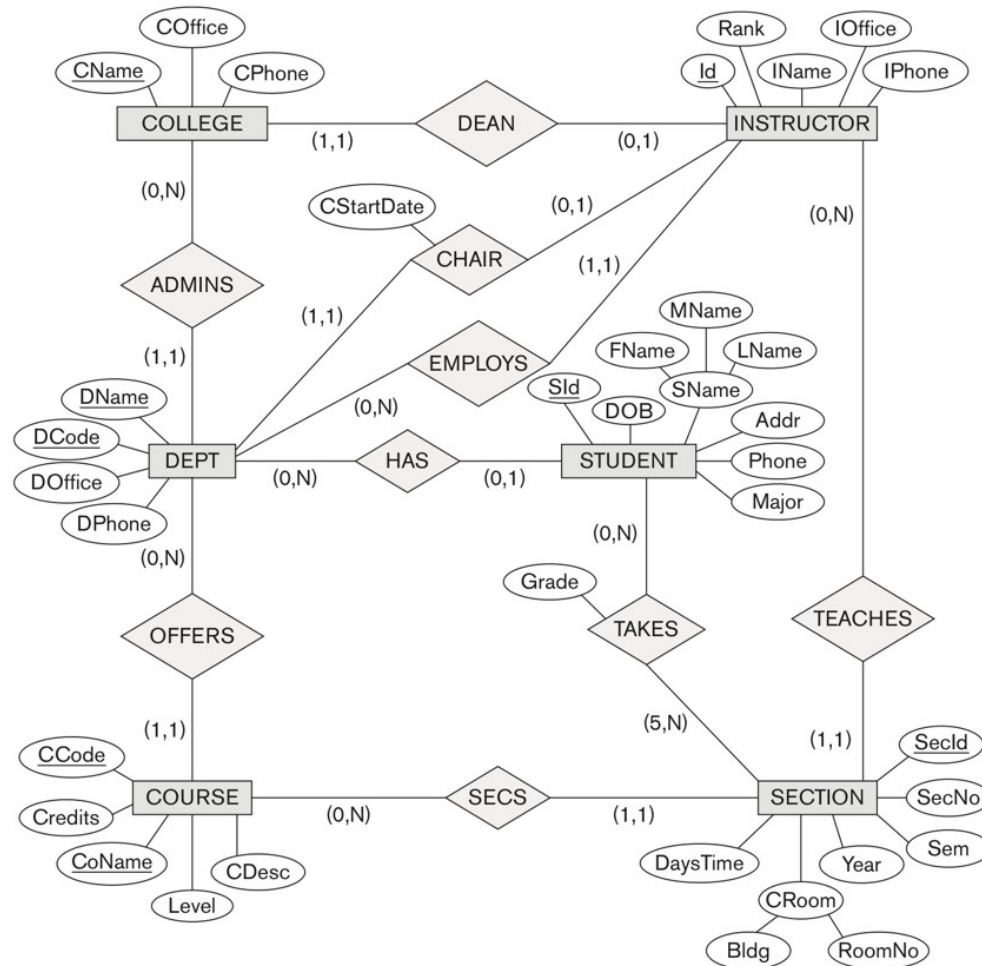 COffice
Rank
IOffice
CName
CPhone
Id
IName
IPhone
COLLEGE
DEAN
INSTRUCTOR
(1,1)
(0,1)
(0,N)
CStartDate
(0,1)
(0,N)
CHAIR
ADMINS
(1,1)
MName
(1,1)
FName
LName
(1,1)
EMPLOYS
SId
SName
DName
(0,N)
DOB
Addr
DCode
DEPT
HAS
STUDENT
Phone
DOffice
(0,N)
(0,1)
Major
DPhone
(0,N)
(0,N)
Grade
OFFERS
TAKES
TEACHES
(5,N)
(1,1)
(1,1)
SecId
CCode
COURSE
SECS
SECTION
SecNo
Credits
(0,N)
(1,1)
Sem
CoName
CDesc
DaysTime
Year
Level
CRoom
Bldg
RoomNo